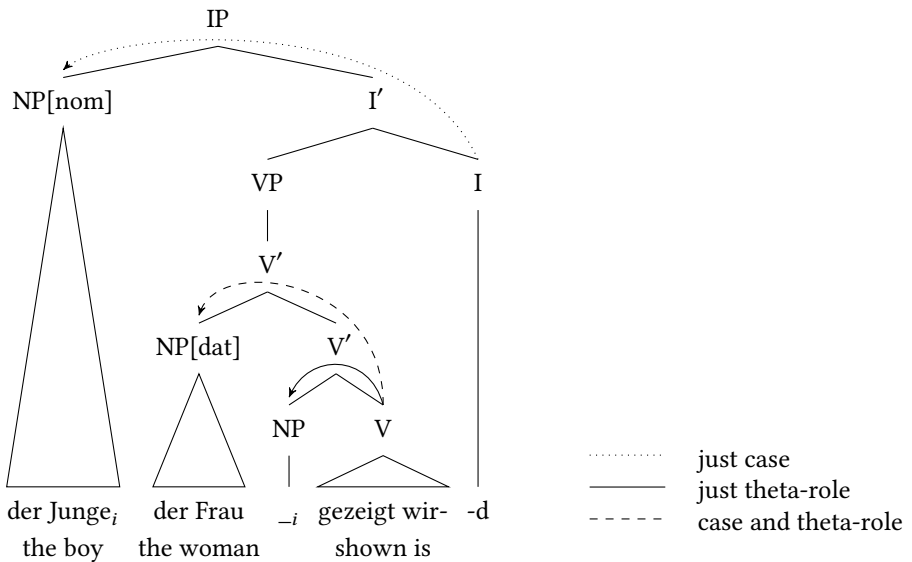 IP
NP[nom] I′
VP I
V′
NP[dat] V′
NP V
just case
just theta-role
case and theta-role
der Junge_i der Frau _i gezeigt wir- -d
the boy the woman shown is